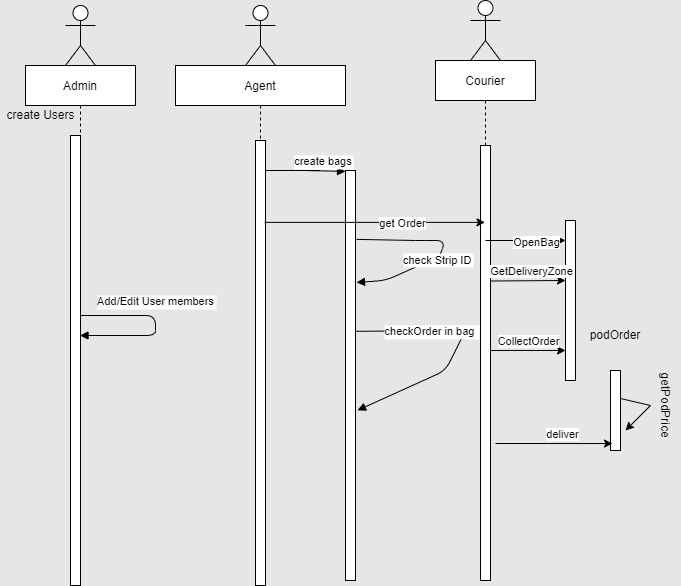 Admin
Agent
Courier
create Users
create bags
get Order
OpenBag
check Strip ID
GetDeliveryZone
Add/Edit User members
checkOrder in bag
podOrder
CollectOrder
getPodPrice
deliver